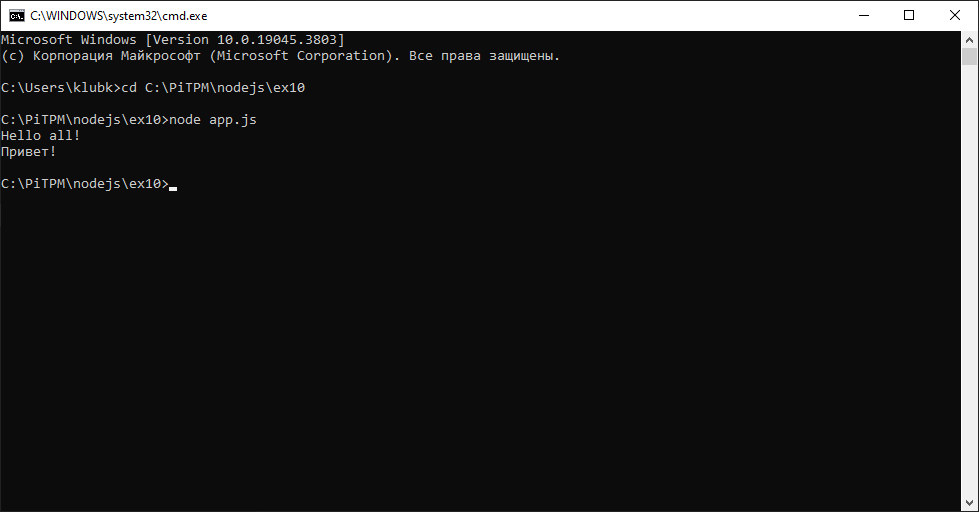 C:\WINDOWS\system32\cmd.exe
Microsoft Windows [Version 10.0.19045.3803]
(c) Корпорация Майкрософт (Microsoft Corporation). Все права защищены.
C:\Users\klubk>cd C:\PiTPM\nodejs\ex10
C:\PiTPM\nodejs\ex10>node app.js
Hello all!
Привет!
C:\PiTPM\nodejs\ex10>